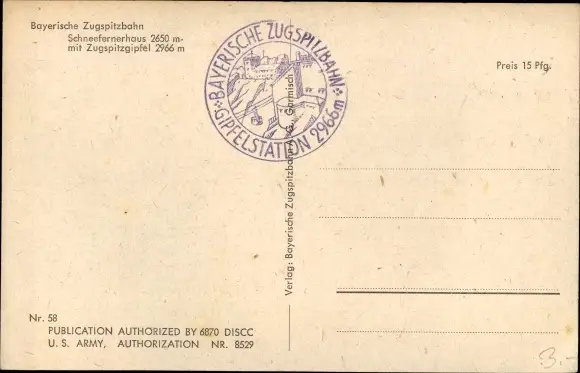 Bayerische Zugspitzbahn
Schneefernerhaus 2650 m-
mit Zugspitzgipfel 2966 m
BAYERISCHE ZUGSPITZBAHN
GIPFELSTATION 2966m
Preis 15 Pfg.
Verlag: Bayerische Zugspitzbahn A. G., Garmisch
Nr. 58
PUBLICATION AUTHORIZED BY 6870 DISCC
U. S. ARMY, AUTHORIZATION NR. 8529
3.-